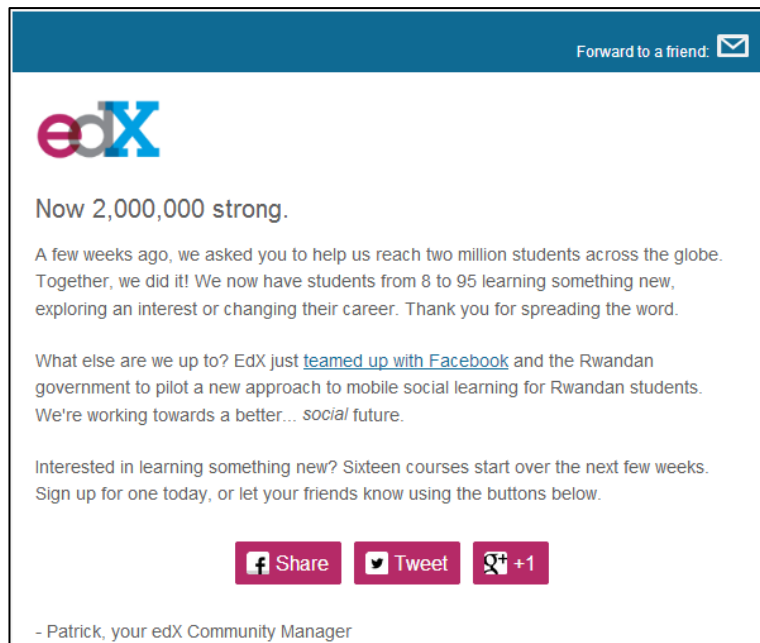 Forward to a friend:
edX
Now 2,000,000 strong.
A few weeks ago, we asked you to help us reach two million students across the globe.
Together, we did it! We now have students from 8 to 95 learning something new,
exploring an interest or changing their career. Thank you for spreading the word.
What else are we up to? EdX just teamed up with Facebook and the Rwandan
government to pilot a new approach to mobile social learning for Rwandan students.
We're working towards a better... social future.
Interested in learning something new? Sixteen courses start over the next few weeks.
Sign up for one today, or let your friends know using the buttons below.
f Share Tweet g+ +1
- Patrick, your edX Community Manager